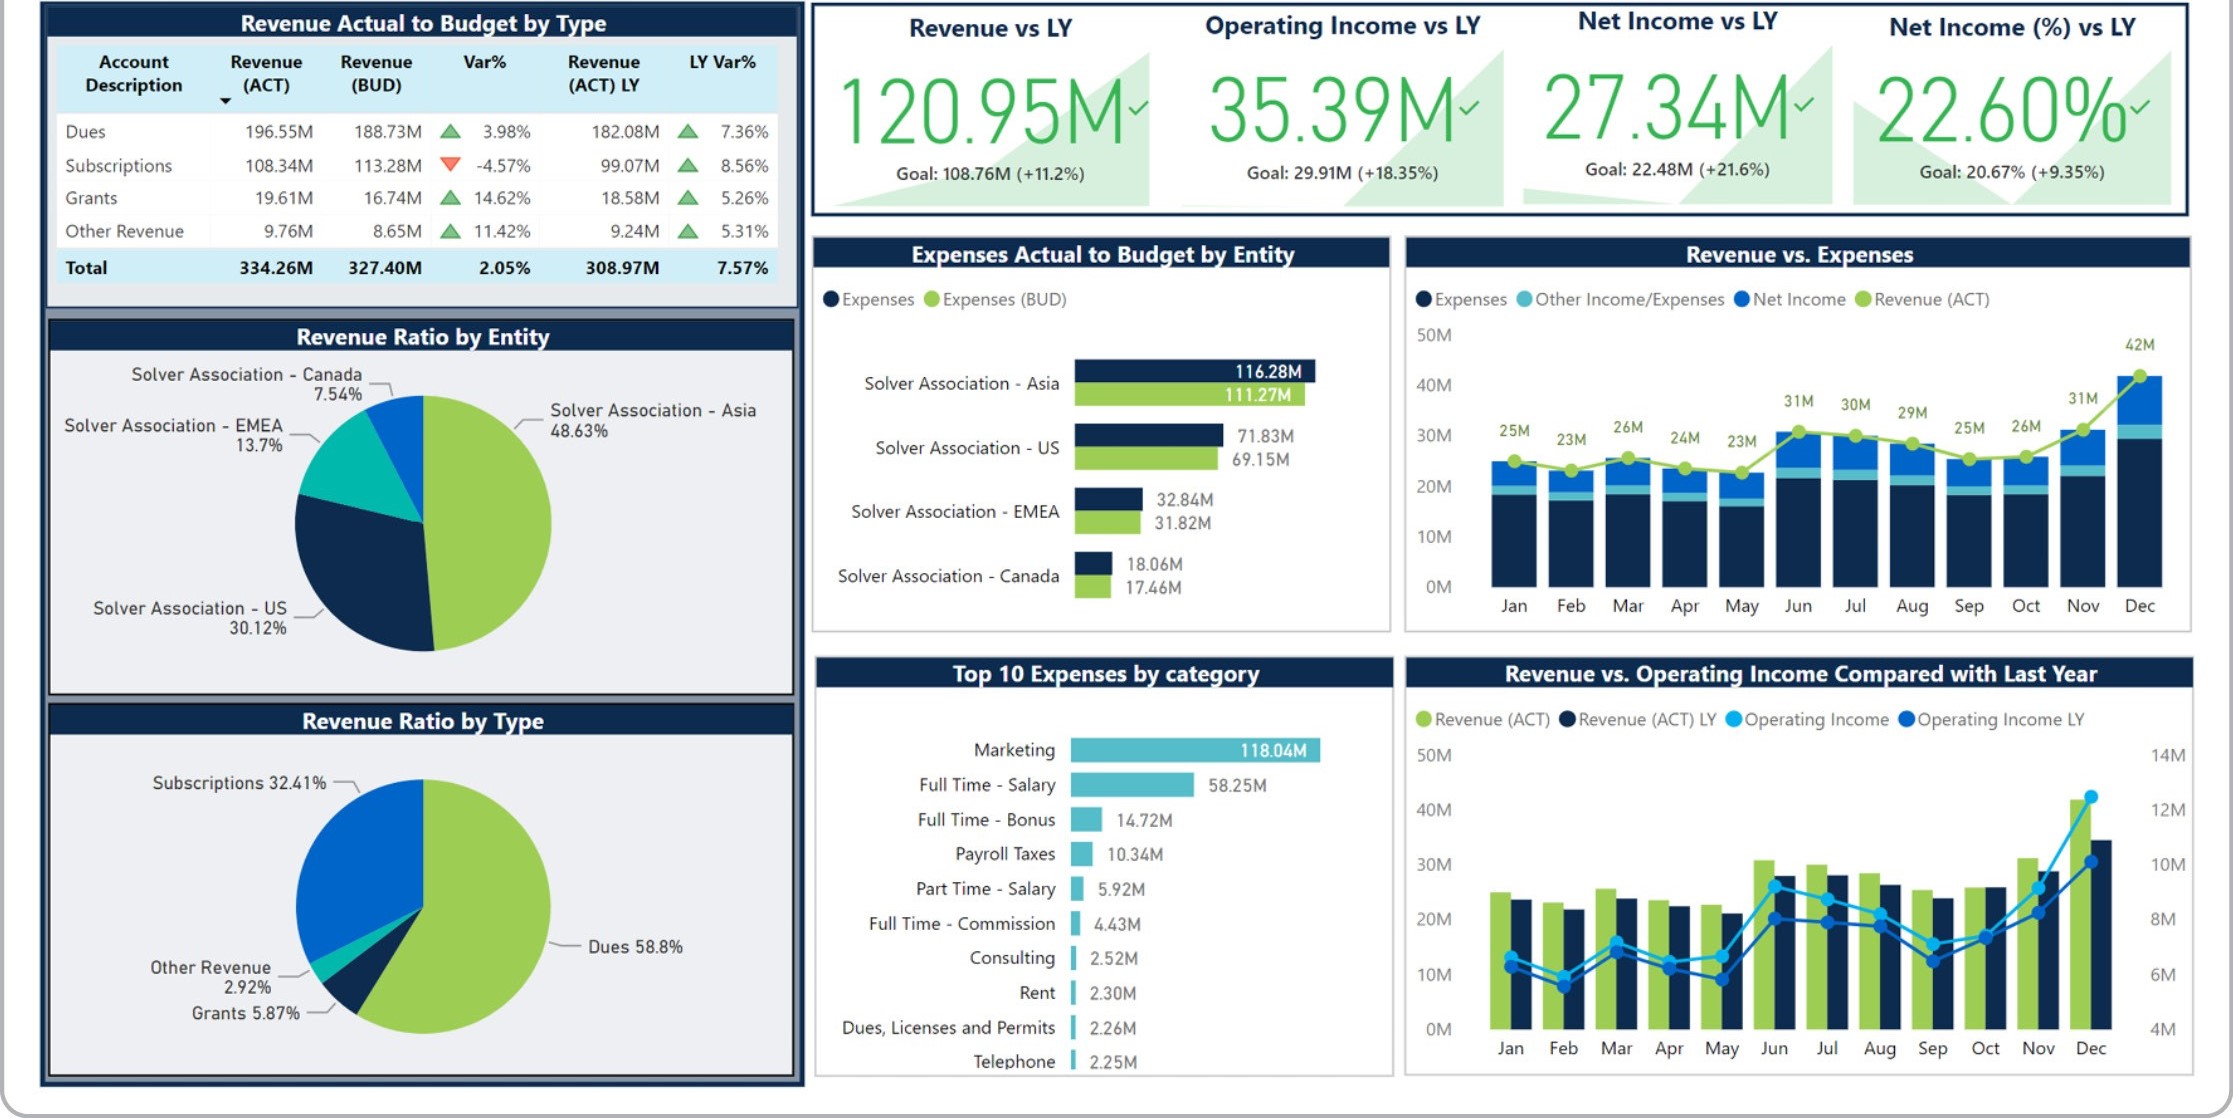 Revenue Actual to Budget by Type
Account Description Revenue (ACT) Revenue (BUD) Var% Revenue (ACT) LY LY Var%
Dues 196.55M 188.73M 3.98% 182.08M 7.36%
Subscriptions 108.34M 113.28M -4.57% 99.07M 8.56%
Grants 19.61M 16.74M 14.62% 18.58M 5.26%
Other Revenue 9.76M 8.65M 11.42% 9.24M 5.31%
Total 334.26M 327.40M 2.05% 308.97M 7.57%
Revenue Ratio by Entity
Solver Association - Canada
7.54%
Solver Association - EMEA
13.7%
Solver Association - Asia
48.63%
Solver Association - US
30.12%
Revenue Ratio by Type
Subscriptions 32.41%
Dues 58.8%
Other Revenue
2.92%
Grants 5.87%
Revenue vs LY
120.95M
Goal: 108.76M (+11.2%)
Operating Income vs LY
35.39M
Goal: 29.91M (+18.35%)
Net Income vs LY
27.34M
Goal: 22.48M (+21.6%)
Net Income (%) vs LY
22.60%
Goal: 20.67% (+9.35%)
Expenses Actual to Budget by Entity
Expenses Expenses (BUD)
Solver Association - Asia 116.28M
111.27M
Solver Association - US 71.83M
69.15M
Solver Association - EMEA 32.84M
31.82M
Solver Association - Canada 18.06M
17.46M
Revenue vs. Expenses
Expenses Other Income/Expenses Net Income Revenue (ACT)
50M
40M
30M
20M
10M
0M
25M 23M 26M 24M 23M 31M 30M 29M 25M 26M 31M 42M
Jan Feb Mar Apr May Jun Jul Aug Sep Oct Nov Dec
Top 10 Expenses by category
Marketing 118.04M
Full Time - Salary 58.25M
Full Time - Bonus 14.72M
Payroll Taxes 10.34M
Part Time - Salary 5.92M
Full Time - Commission 4.43M
Consulting 2.52M
Rent 2.30M
Dues, Licenses and Permits 2.26M
Telephone 2.25M
Revenue vs. Operating Income Compared with Last Year
Revenue (ACT) Revenue (ACT) LY Operating Income Operating Income LY
50M 14M
40M 12M
30M 10M
20M 8M
10M 6M
0M 4M
Jan Feb Mar Apr May Jun Jul Aug Sep Oct Nov Dec